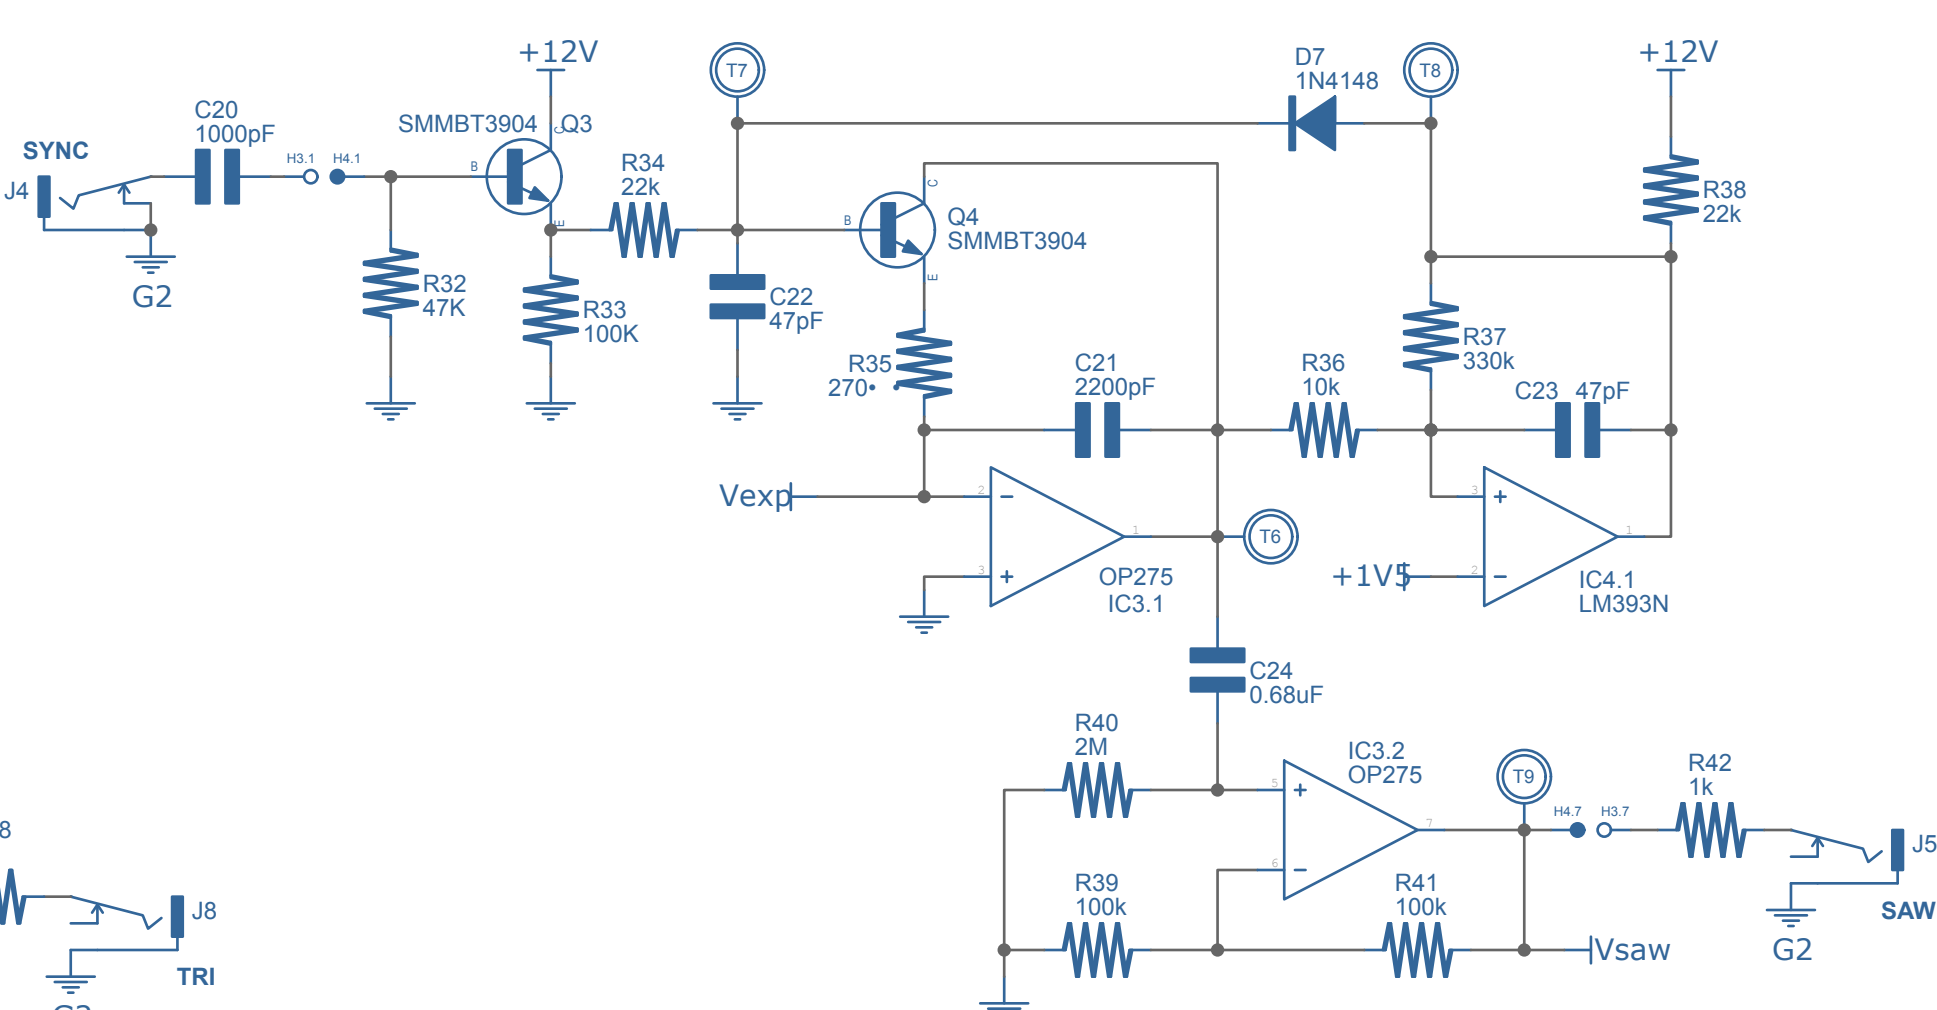 +12V
T7
D7
1N4148
T8
+12V
C20
1000pF
SMMBT3904
C
Q3
SYNC
H3.1
H4.1
B
J4
R34
22k
R38
22k
E
C
B
Q4
SMMBT3904
G2
R32
47K
R33
100K
C22
47pF
E
R37
330k
R35
270
C21
2200pF
R36
10k
C23
47pF
Vexp
2
−
1
3
+
OP275
IC3.1
T6
3
+
1
+1V5
2
−
IC4.1
LM393N
C24
0.68uF
R40
2M
IC3.2
OP275
T9
R42
1k
5
+
7
6
−
H4.7
H3.7
J5
8
R39
100k
R41
100k
J8
SAW
Vsaw
G2
TRI